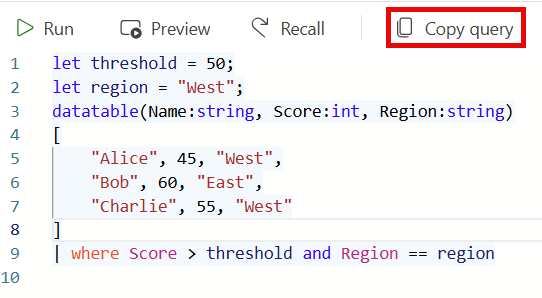 Run Preview Recall Copy query
1 let threshold = 50;
2 let region = "West";
3 datatable(Name:string, Score:int, Region:string)
4 [
5 "Alice", 45, "West",
6 "Bob", 60, "East",
7 "Charlie", 55, "West"
8 ]
9 | where Score > threshold and Region == region
10